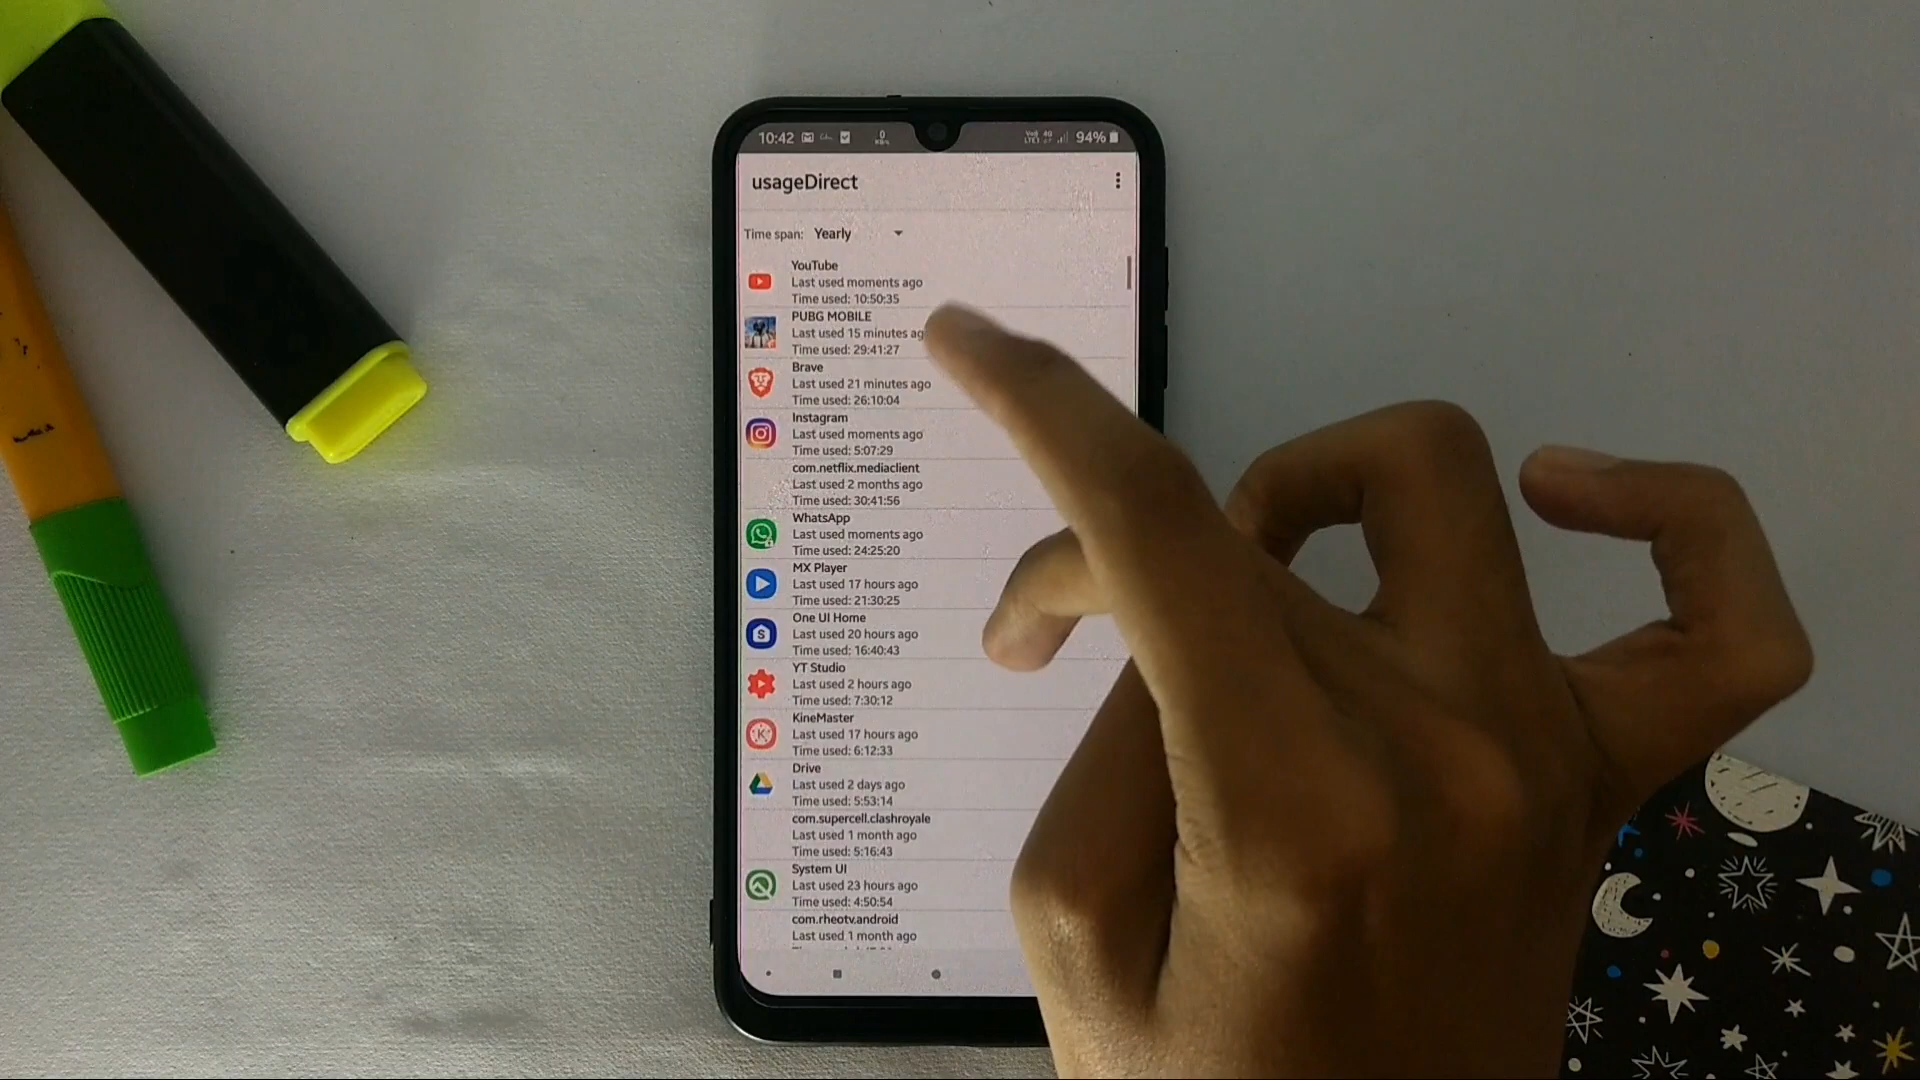 10:42
0
KB/s
94%
usageDirect
Time span: Yearly
YouTube
Last used moments ago
Time used: 10:50:35
PUBG MOBILE
Last used 15 minutes ag
Time used: 29:41:27
Brave
Last used 21 minutes ago
Time used: 26:10:04
Instagram
Last used moments ago
Time used: 5:07:29
com.netflix.mediaclient
Last used 2 months ago
Time used: 30:41:56
WhatsApp
Last used moments ago
Time used: 24:25:20
MX Player
Last used 17 hours ago
Time used: 21:30:25
One UI Home
Last used 20 hours ago
Time used: 16:40:43
YT Studio
Last used 2 hours ago
Time used: 7:30:12
KineMaster
Last used 17 hours ago
Time used: 6:12:33
Drive
Last used 2 days ago
Time used: 5:53:14
com.supercell.clashroyale
Last used 1 month ago
Time used: 5:16:43
System UI
Last used 23 hours ago
Time used: 4:50:54
com.rheotv.android
Last used 1 month ago